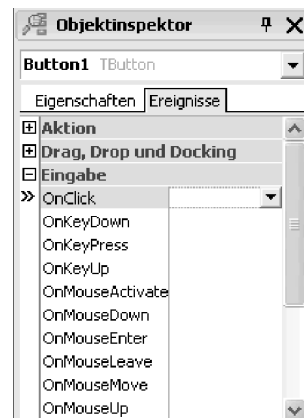 Objektinspektor
Button1 TButton
Eigenschaften Ereignisse
Aktion
Drag, Drop und Docking
Eingabe
OnClick
OnKeyDown
OnKeyPress
OnKeyUp
OnMouseActivate
OnMouseDown
OnMouseEnter
OnMouseLeave
OnMouseMove
OnMouseUp